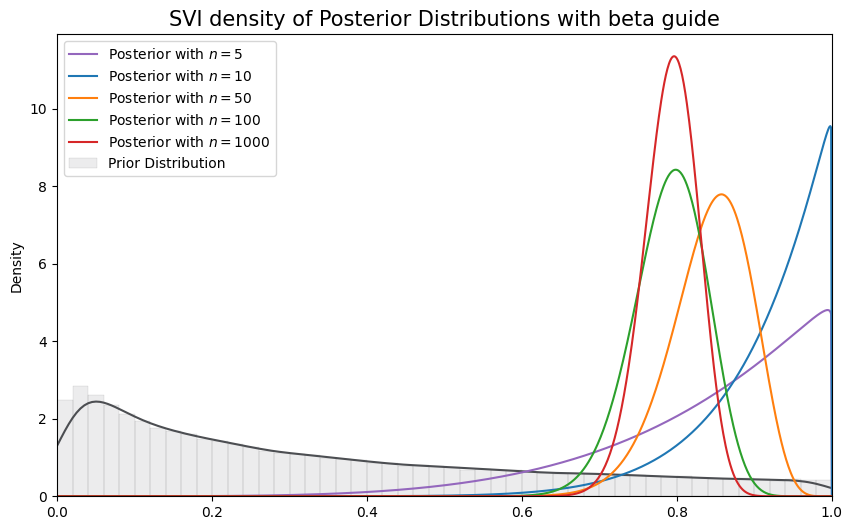 SVI density of Posterior Distributions with beta guide
Posterior with n = 5
Posterior with n = 10
Posterior with n = 50
Posterior with n = 100
Posterior with n = 1000
Prior Distribution
Density
10
8
6
4
2
0
0.0 0.2 0.4 0.6 0.8 1.0